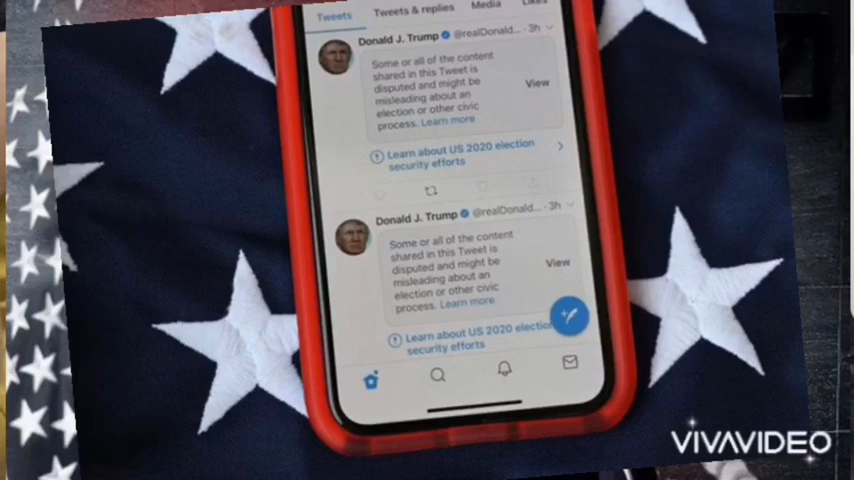 Tweets Tweets & replies Media Likes
Donald J. Trump @realDonald... · 3h
Some or all of the content
shared in this Tweet is
disputed and might be
misleading about an
election or other civic
process. Learn more
View
Learn about US 2020 election
security efforts
Donald J. Trump @realDonald... · 3h
Some or all of the content
shared in this Tweet is
disputed and might be
misleading about an
election or other civic
process. Learn more
View
Learn about US 2020 election
security efforts
VIVAVIDEO